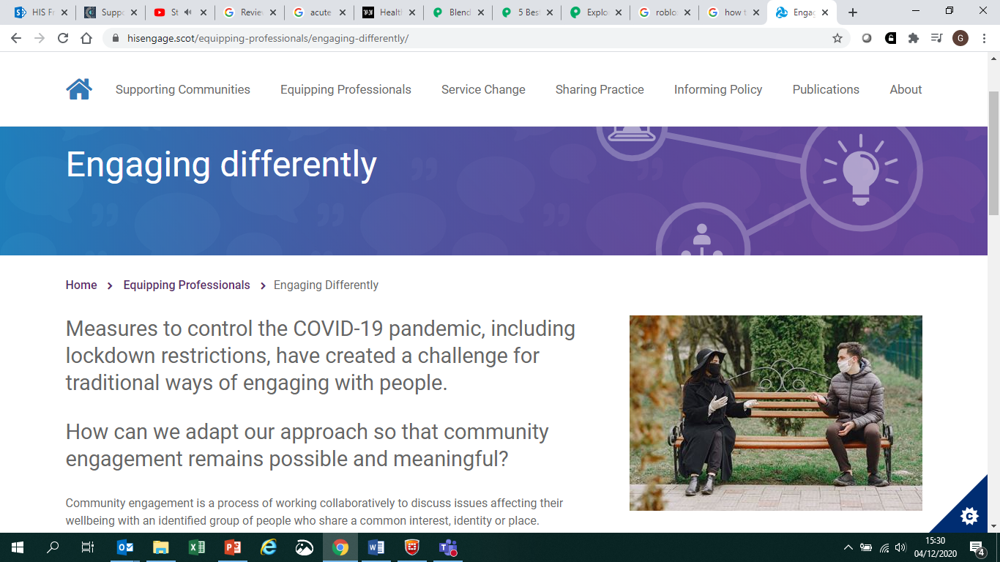 HIS F
Suppo
St
Review
acute
Health
Blend
5 Bes
Explor
roblo
how t
Engag
hisengage.scot/equipping-professionals/engaging-differently/
G
Supporting Communities
Equipping Professionals
Service Change
Sharing Practice
Informing Policy
Publications
About
Engaging differently
Home
Equipping Professionals
Engaging Differently
Measures to control the COVID-19 pandemic, including
lockdown restrictions, have created a challenge for
traditional ways of engaging with people.
How can we adapt our approach so that community
engagement remains possible and meaningful?
Community engagement is a process of working collaboratively to discuss issues affecting their
wellbeing with an identified group of people who share a common interest, identity or place.
15:30
04/12/2020
4